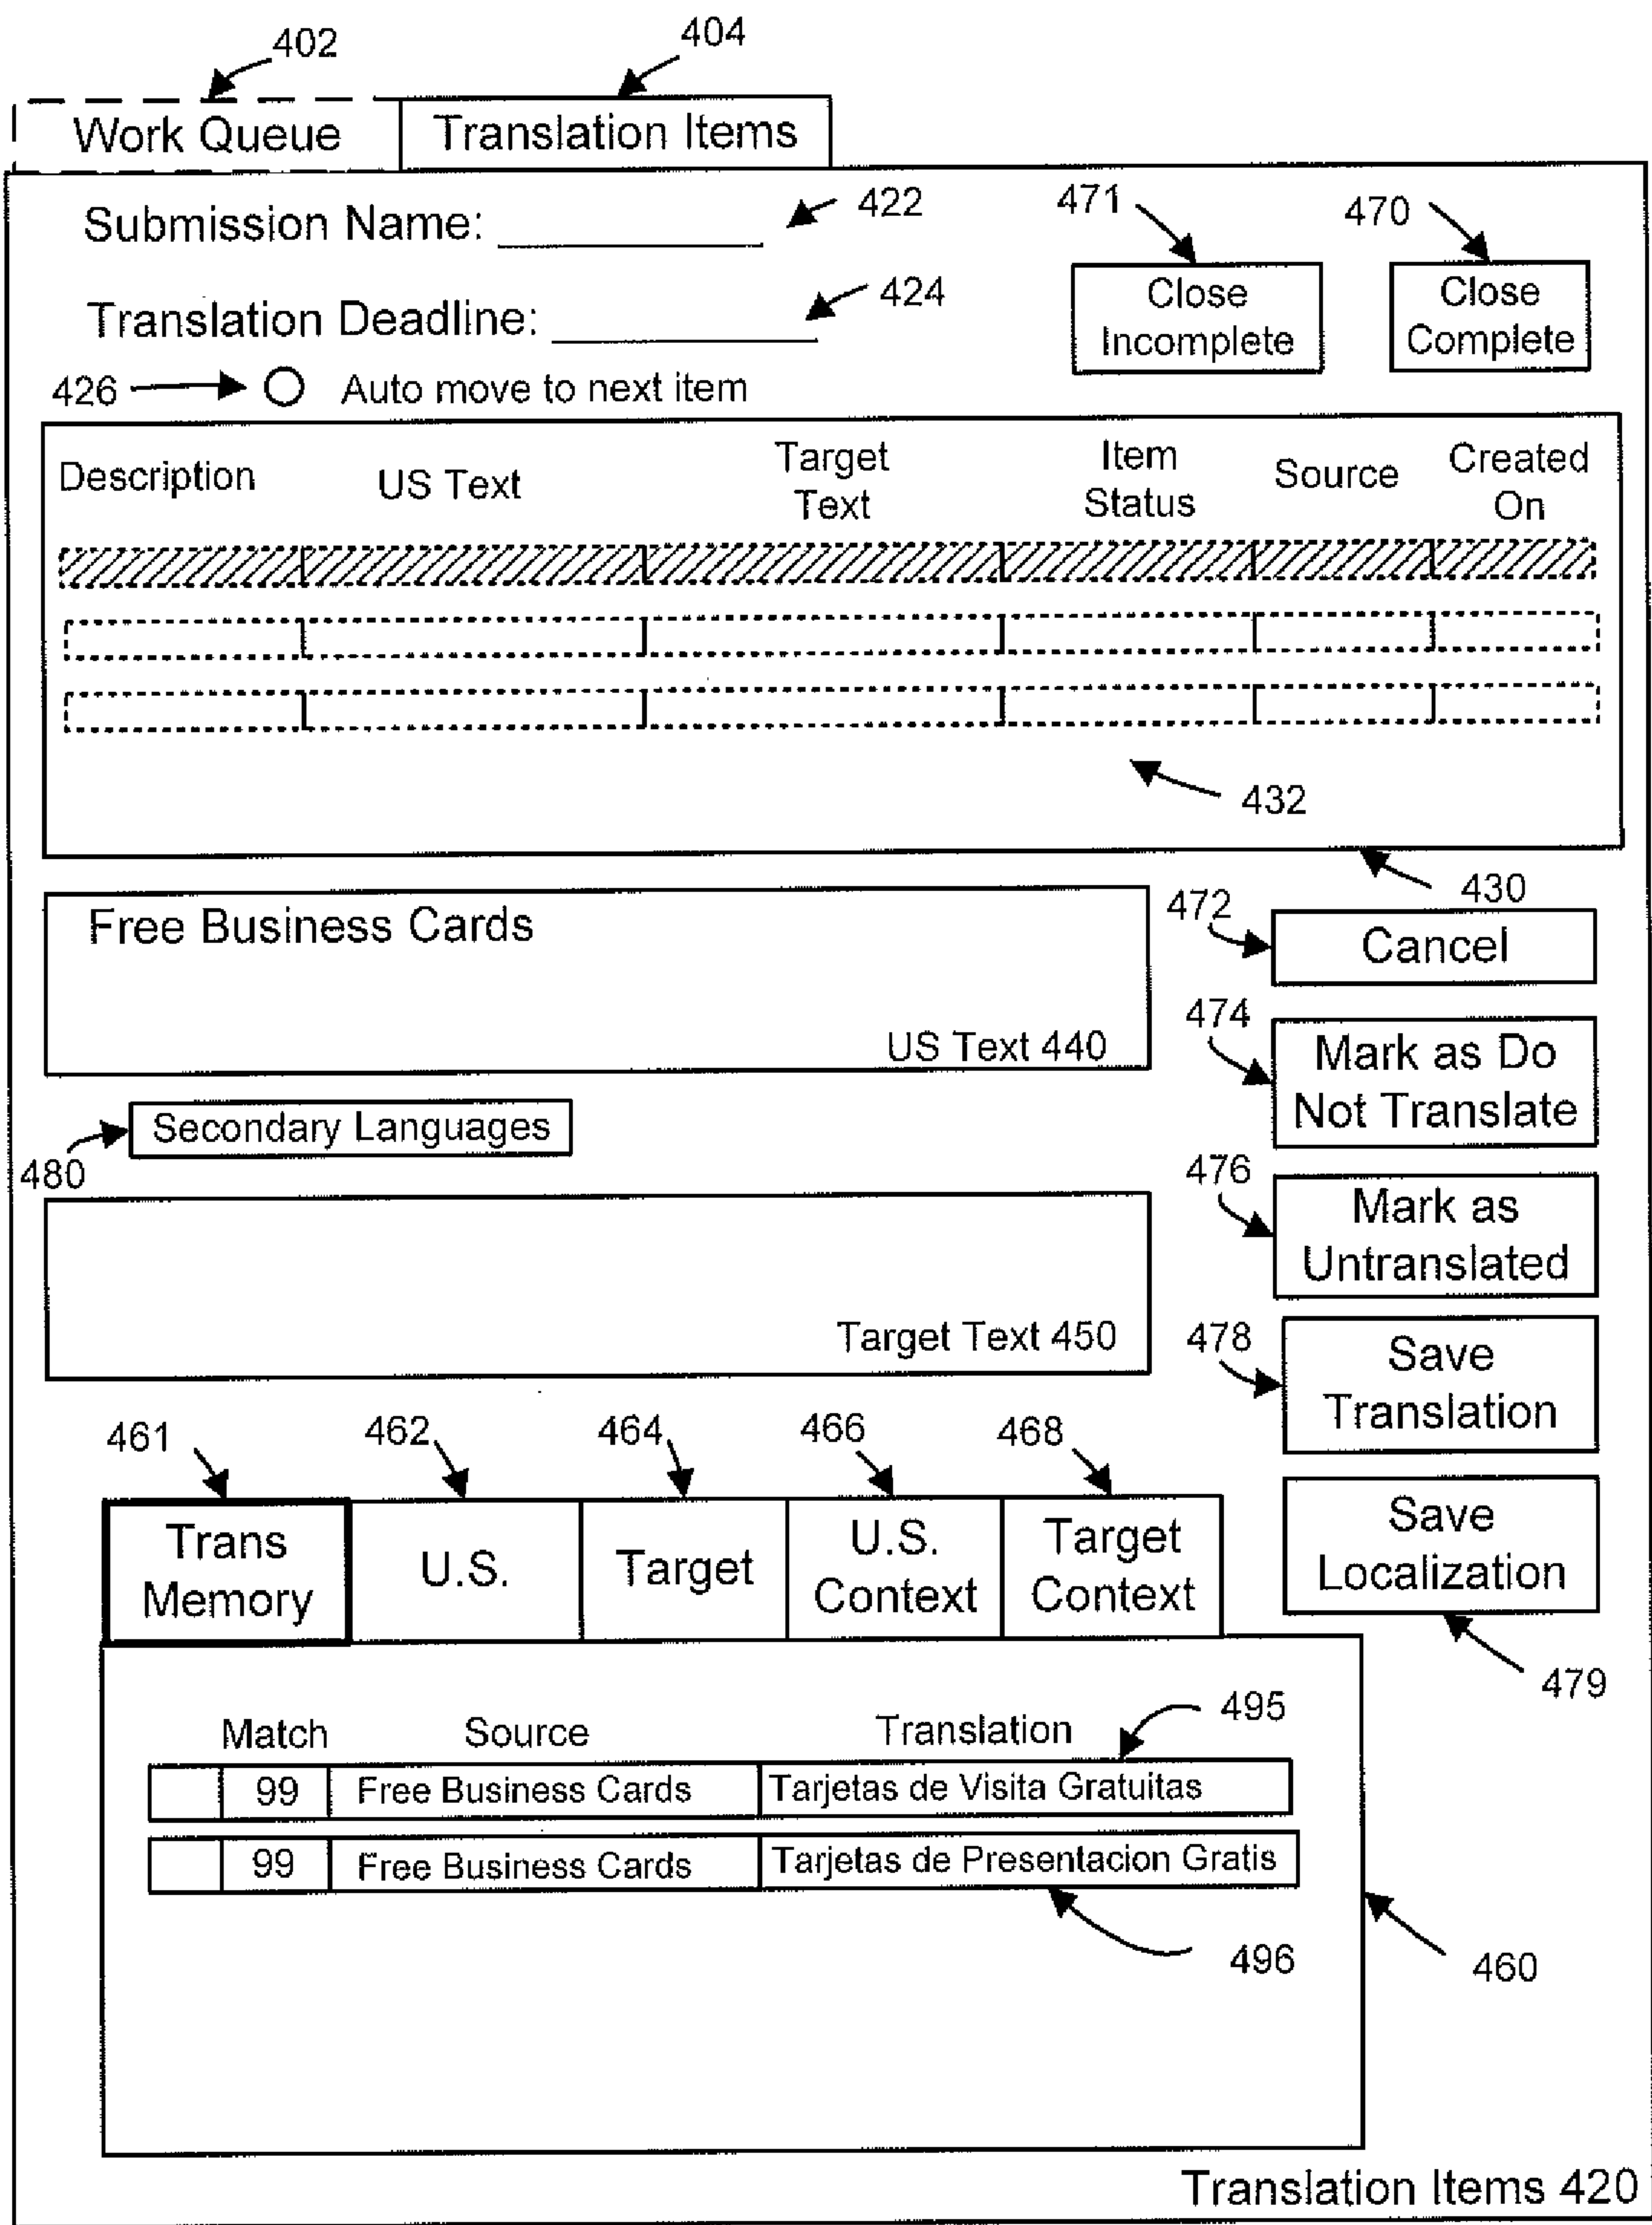 402
404
Work Queue
Translation Items
Submission Name:
422
471
470
Translation Deadline:
424
Close
Incomplete
Close
Complete
426
Auto move to next item
Description
US Text
Target
Text
Item
Status
Source
Created
On
432
430
Free Business Cards
US Text 440
472
Cancel
474
Mark as Do
Not Translate
480
Secondary Languages
476
Mark as
Untranslated
Target Text 450
478
Save
Translation
461
462
464
466
468
Trans
Memory
U.S.
Target
U.S.
Context
Target
Context
Save
Localization
479
Match
Source
Translation
495
99
Free Business Cards
Tarjetas de Visita Gratuitas
99
Free Business Cards
Tarjetas de Presentacion Gratis
496
460
Translation Items 420